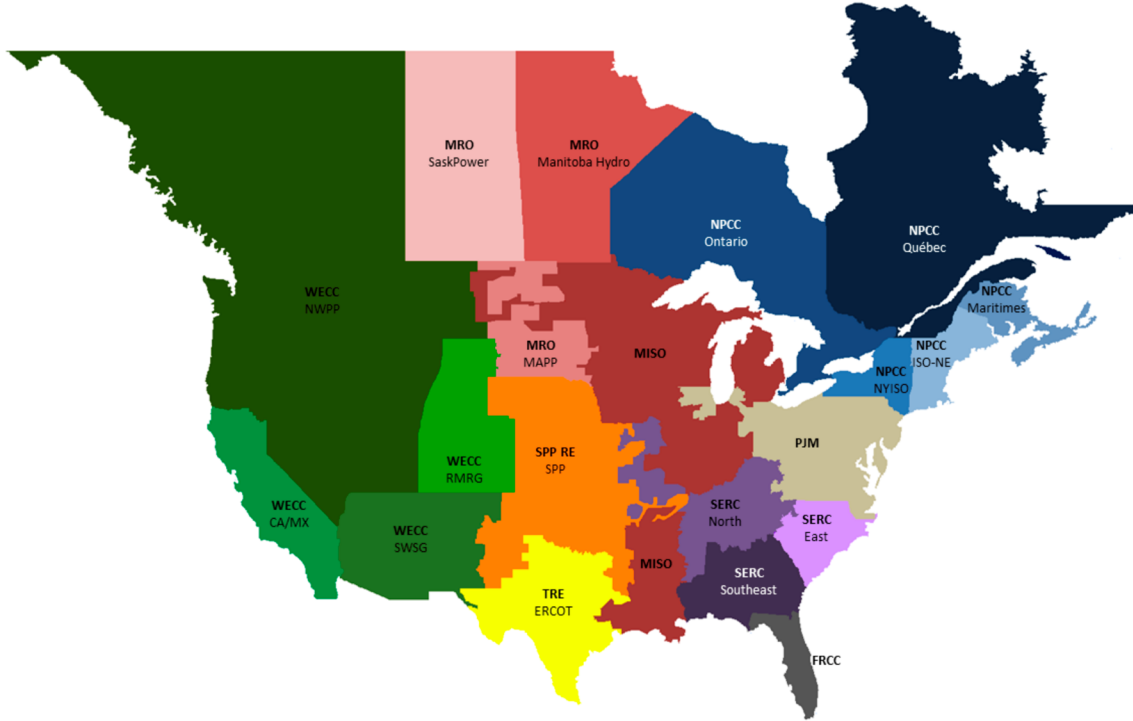 MRO
SaskPower
MRO
Manitoba Hydro
NPCC
Ontario
NPCC
Québec
WECC
NWPP
NPCC
Maritimes
MRO
MAPP
MISO
NPCC
ISO-NE
NPCC
NYISO
PJM
SPP RE
SPP
WECC
RMRG
WECC
CA/MX
WECC
SWSG
SERC
North
SERC
East
MISO
SERC
Southeast
TRE
ERCOT
FRCC